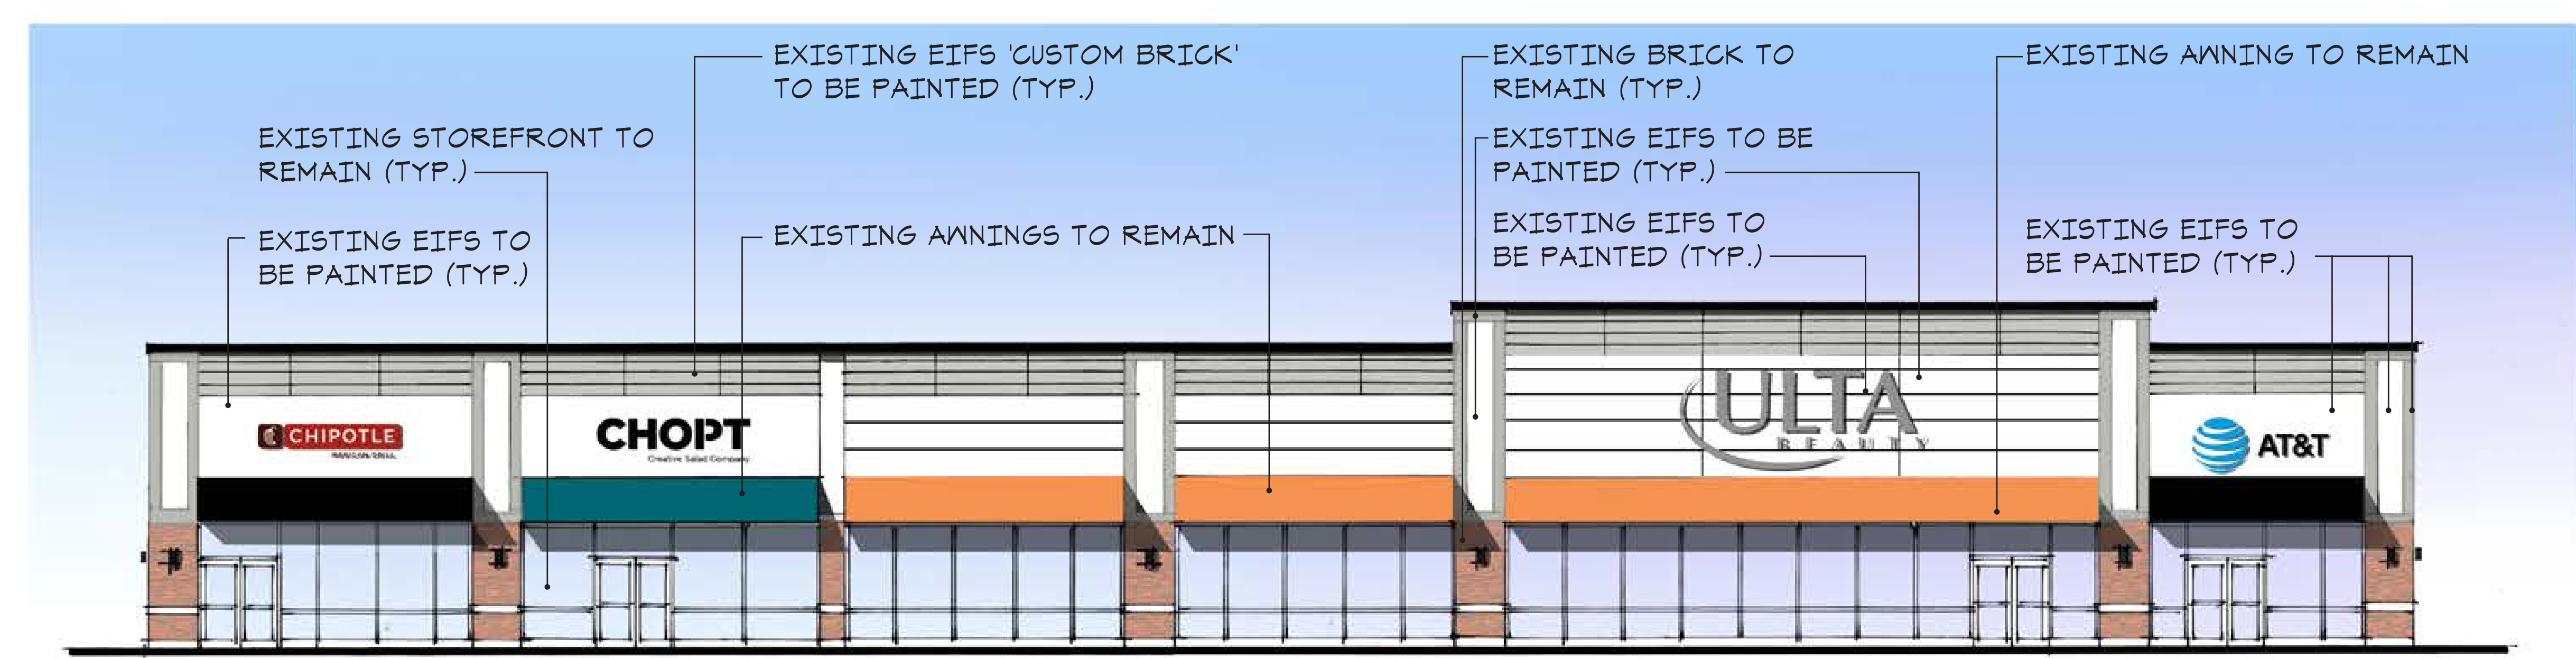 EXISTING EIFS 'CUSTOM BRICK'
TO BE PAINTED (TYP.)
EXISTING BRICK TO
REMAIN (TYP.)
EXISTING AWNING TO REMAIN
EXISTING STOREFRONT TO
REMAIN (TYP.)
EXISTING EIFS TO BE
PAINTED (TYP.)
EXISTING EIFS TO
BE PAINTED (TYP.)
EXISTING AWNINGS TO REMAIN
EXISTING EIFS TO
BE PAINTED (TYP.)
EXISTING EIFS TO
BE PAINTED (TYP.)
CHIPOTLE
CHOPT
Creative Salad Company
ULTA
BEAUTY
AT&T